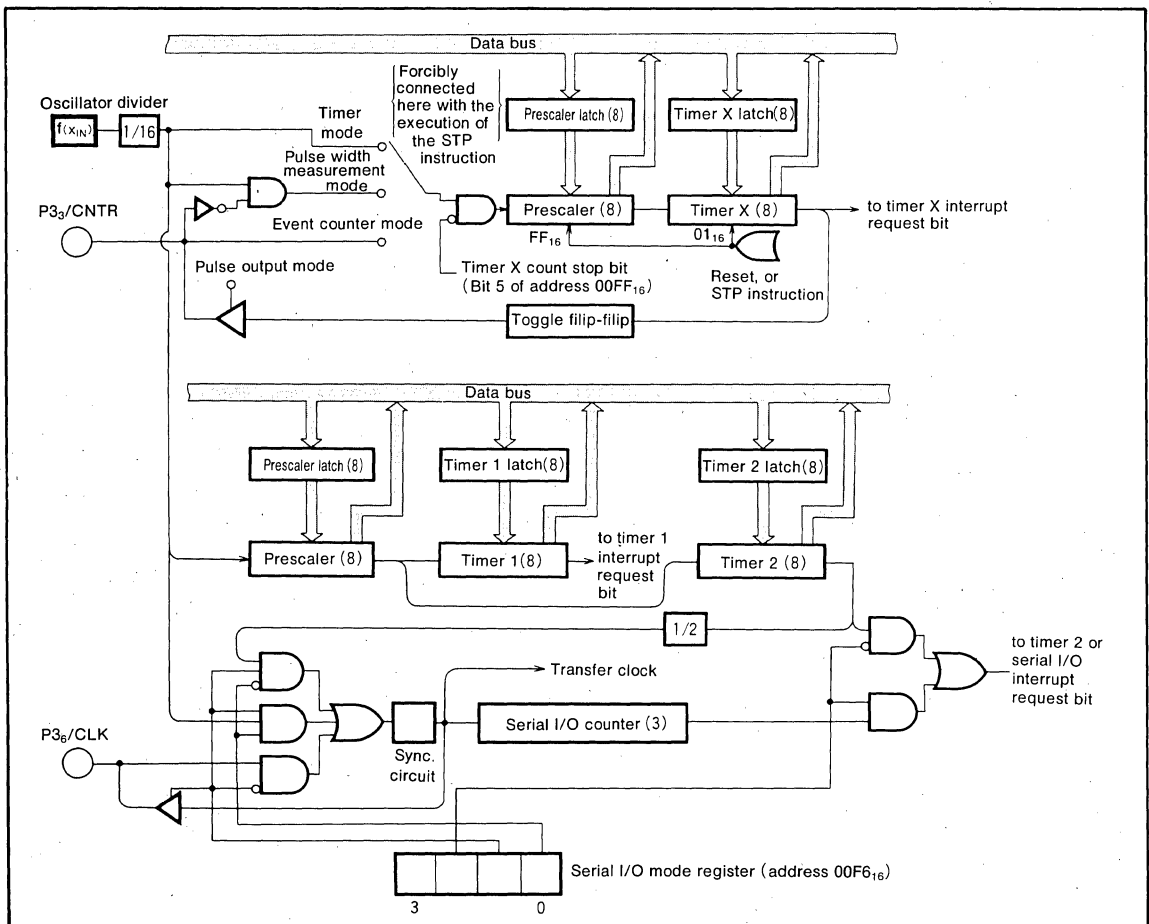 Data bus
Forcibly
connected
here with the
execution of
the STP
instruction
Prescaler latch (8)
Timer X latch (8)
Oscillator divider
f(XIN)
1/16
Timer
mode
Pulse width
measurement
mode
P3₃/CNTR
Event counter mode
Prescaler (8)
Timer X (8)
to timer X interrupt
request bit
FF₁₆
01₁₆
Pulse output mode
Timer X count stop bit
(Bit 5 of address 00FF₁₆)
Reset, or
STP instruction
Toggle filip-filip
Data bus
Prescaler latch (8)
Timer 1 latch (8)
Timer 2 latch (8)
Prescaler (8)
Timer 1 (8)
to timer 1
interrupt
request
bit
Timer 2 (8)
1/2
to timer 2 or
serial I/O
interrupt
request bit
Transfer clock
P3₆/CLK
Serial I/O counter (3)
Sync.
circuit
Serial I/O mode register (address 00F6₁₆)
3 0